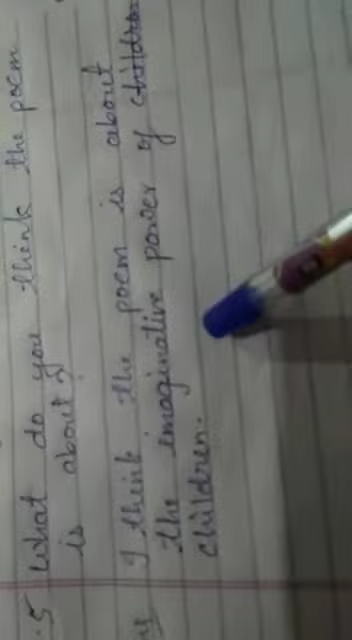 .5 What do you think the poem
is about?
I think the poem is about
the imaginative power of children
children.